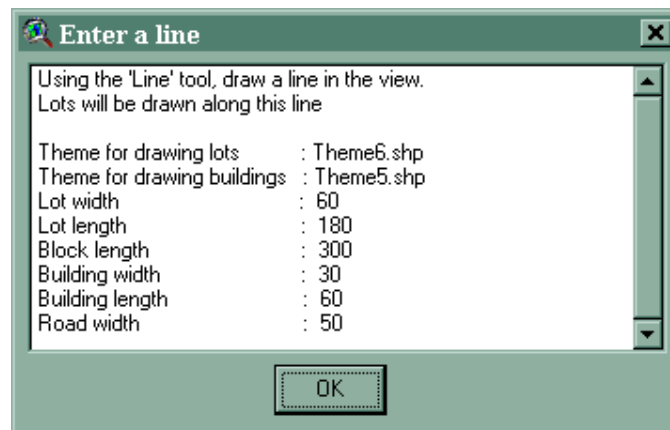 Enter a line
Using the 'Line' tool, draw a line in the view.
Lots will be drawn along this line
Theme for drawing lots : Theme6.shp
Theme for drawing buildings : Theme5.shp
Lot width : 60
Lot length : 180
Block length : 300
Building width : 30
Building length : 60
Road width : 50
OK